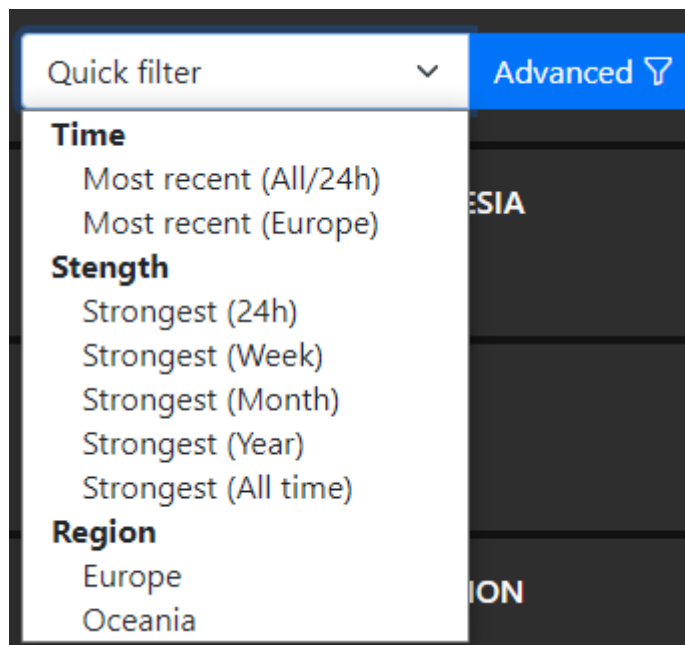 Quick filter
Advanced
Time
Most recent (All/24h)
Most recent (Europe)
ESIA
Stength
Strongest (24h)
Strongest (Week)
Strongest (Month)
Strongest (Year)
Strongest (All time)
Region
Europe
ION
Oceania